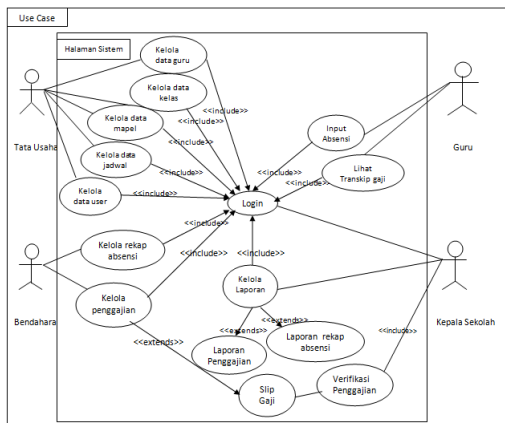 Use Case
Halaman Sistem
Kelola
data guru
Kelola data
kelas
<<include>>
Kelola data
mapel
<<include>>
<<include>>
Input
Absensi
Tata Usaha
Guru
<<include>>
Kelola data
jadwal
<<include>>
Lihat
Transkip gaji
<<include>>
Kelola
data user
<<include>>
Login
Kelola rekap
absensi
<<include>>
<<include>>
<<include>>
Kelola
Laporan
Kelola
penggajian
Bendahara
Kepala Sekolah
<<extends>>
<<extends>>
<<include>>
Laporan rekap
absensi
<<extends>>
Laporan
Penggajian
Verifikasi
Penggajian
Slip
Gaji